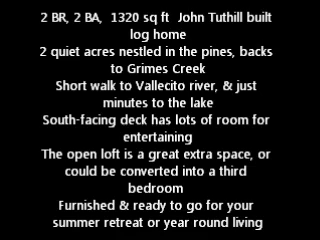 2 BR, 2 BA,  1320 sq ft  John Tuthill built
log home
2 quiet acres nestled in the pines, backs
to Grimes Creek
Short walk to Vallecito river, & just
minutes to the lake
South-facing deck has lots of room for
entertaining
The open loft is a great extra space, or
could be converted into a third
bedroom
Furnished & ready to go for your
summer retreat or year round living